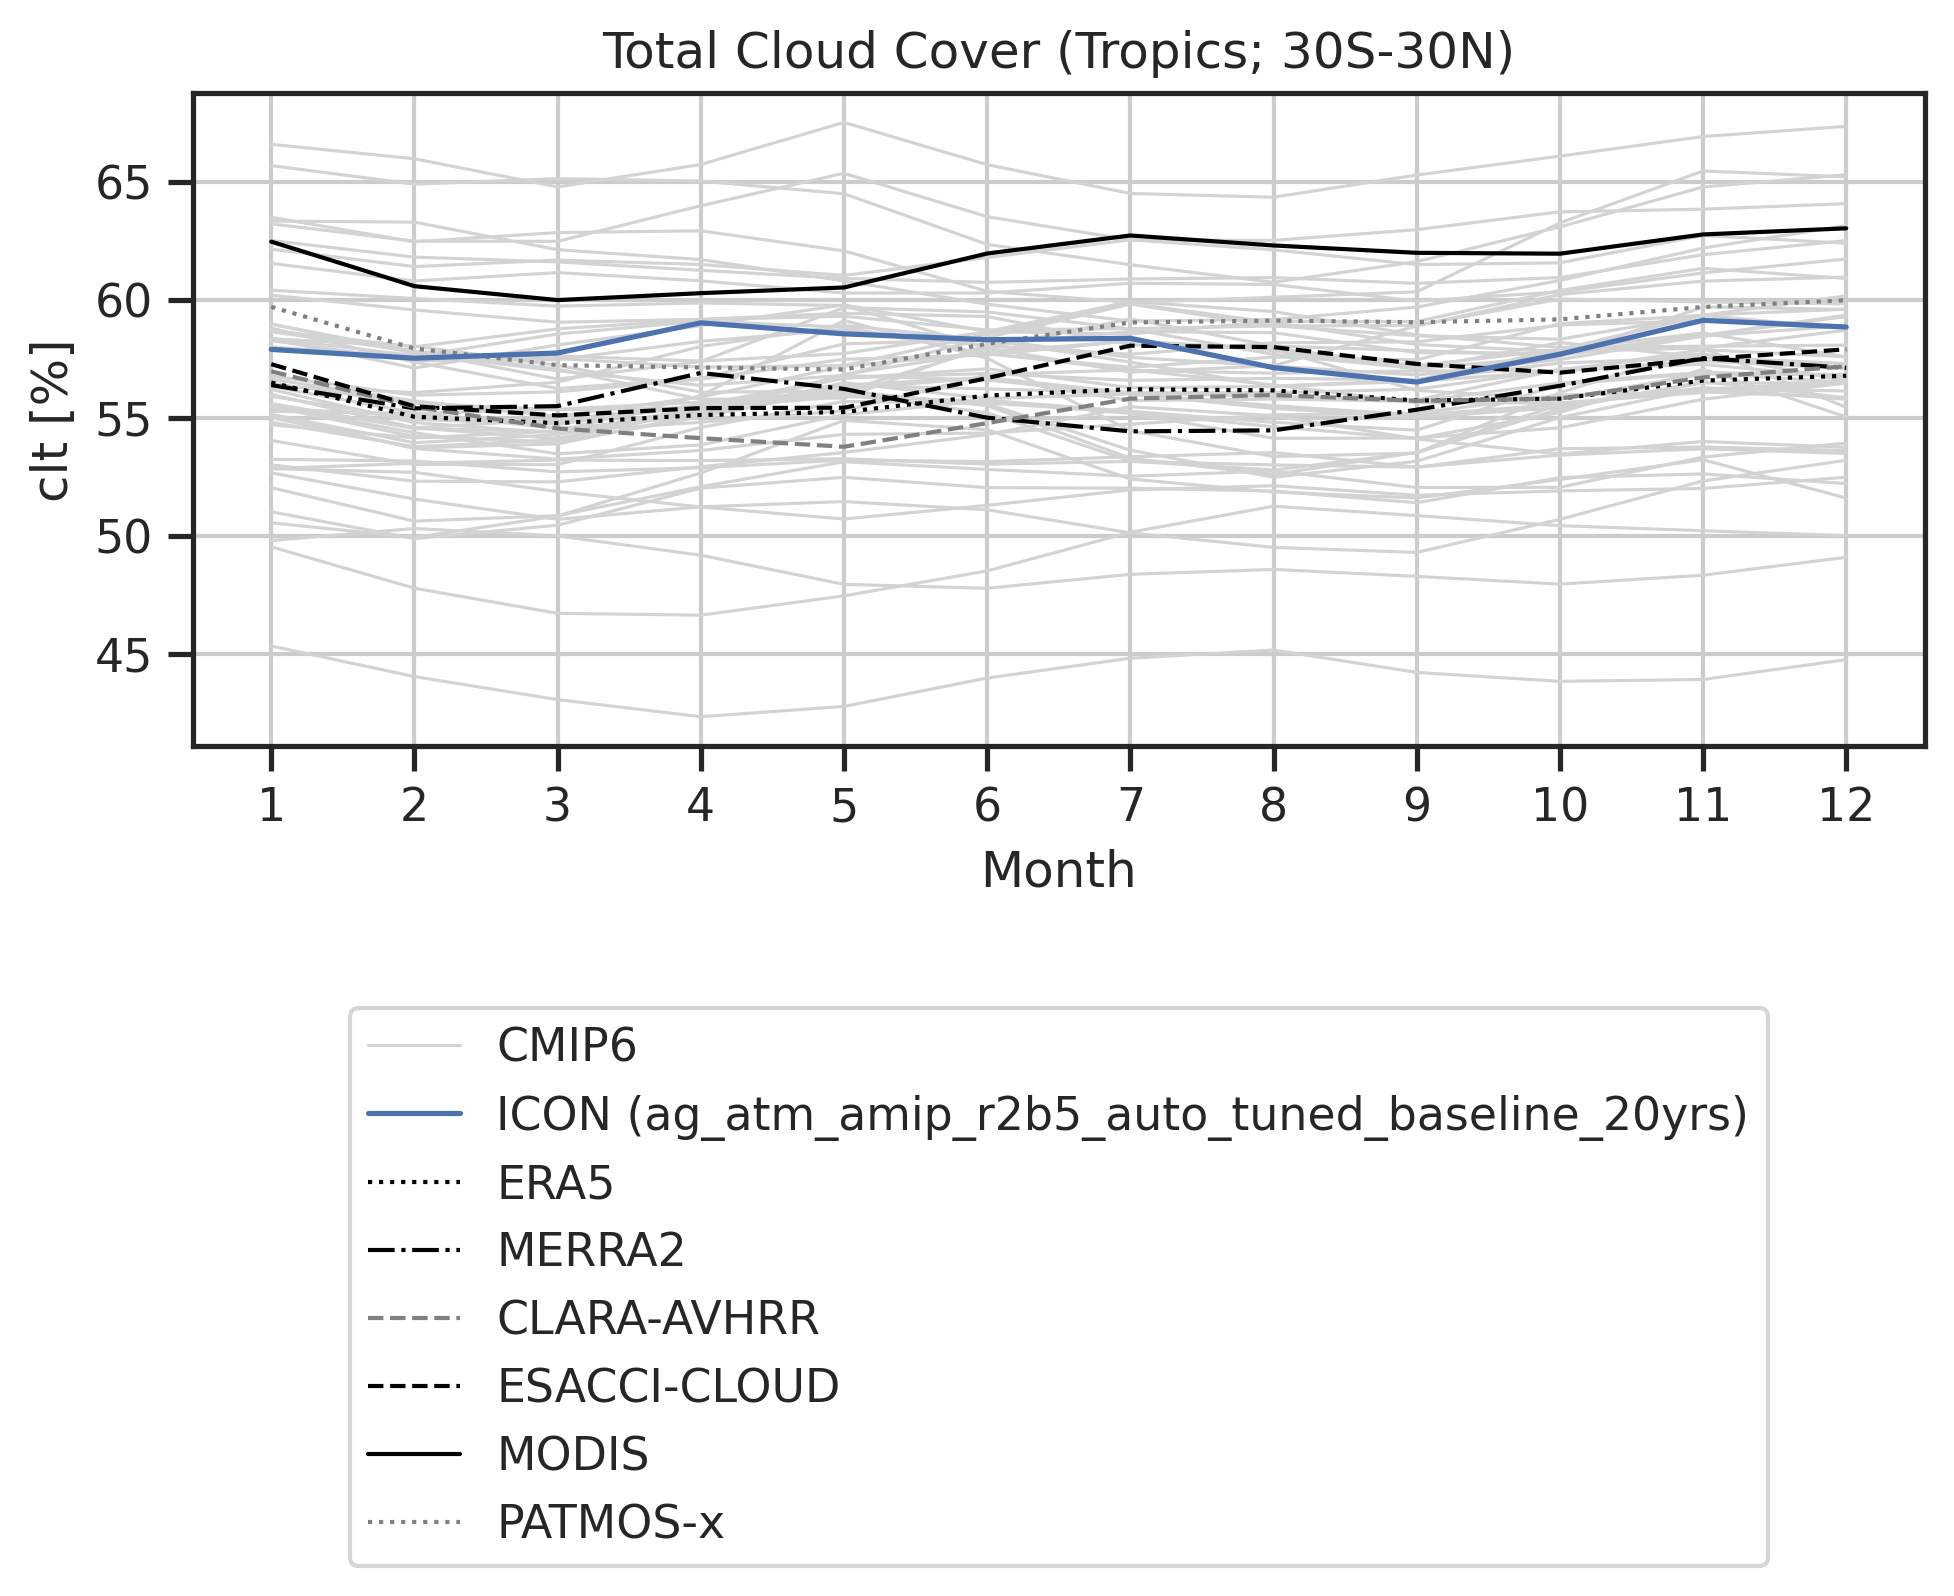 Total Cloud Cover (Tropics; 30S-30N)
65
60
55
50
45
clt [%]
1 2 3 4 5 6 7 8 9 10 11 12
Month
CMIP6
ICON (ag_atm_amip_r2b5_auto_tuned_baseline_20yrs)
ERA5
MERRA2
CLARA-AVHRR
ESACCI-CLOUD
MODIS
PATMOS-x